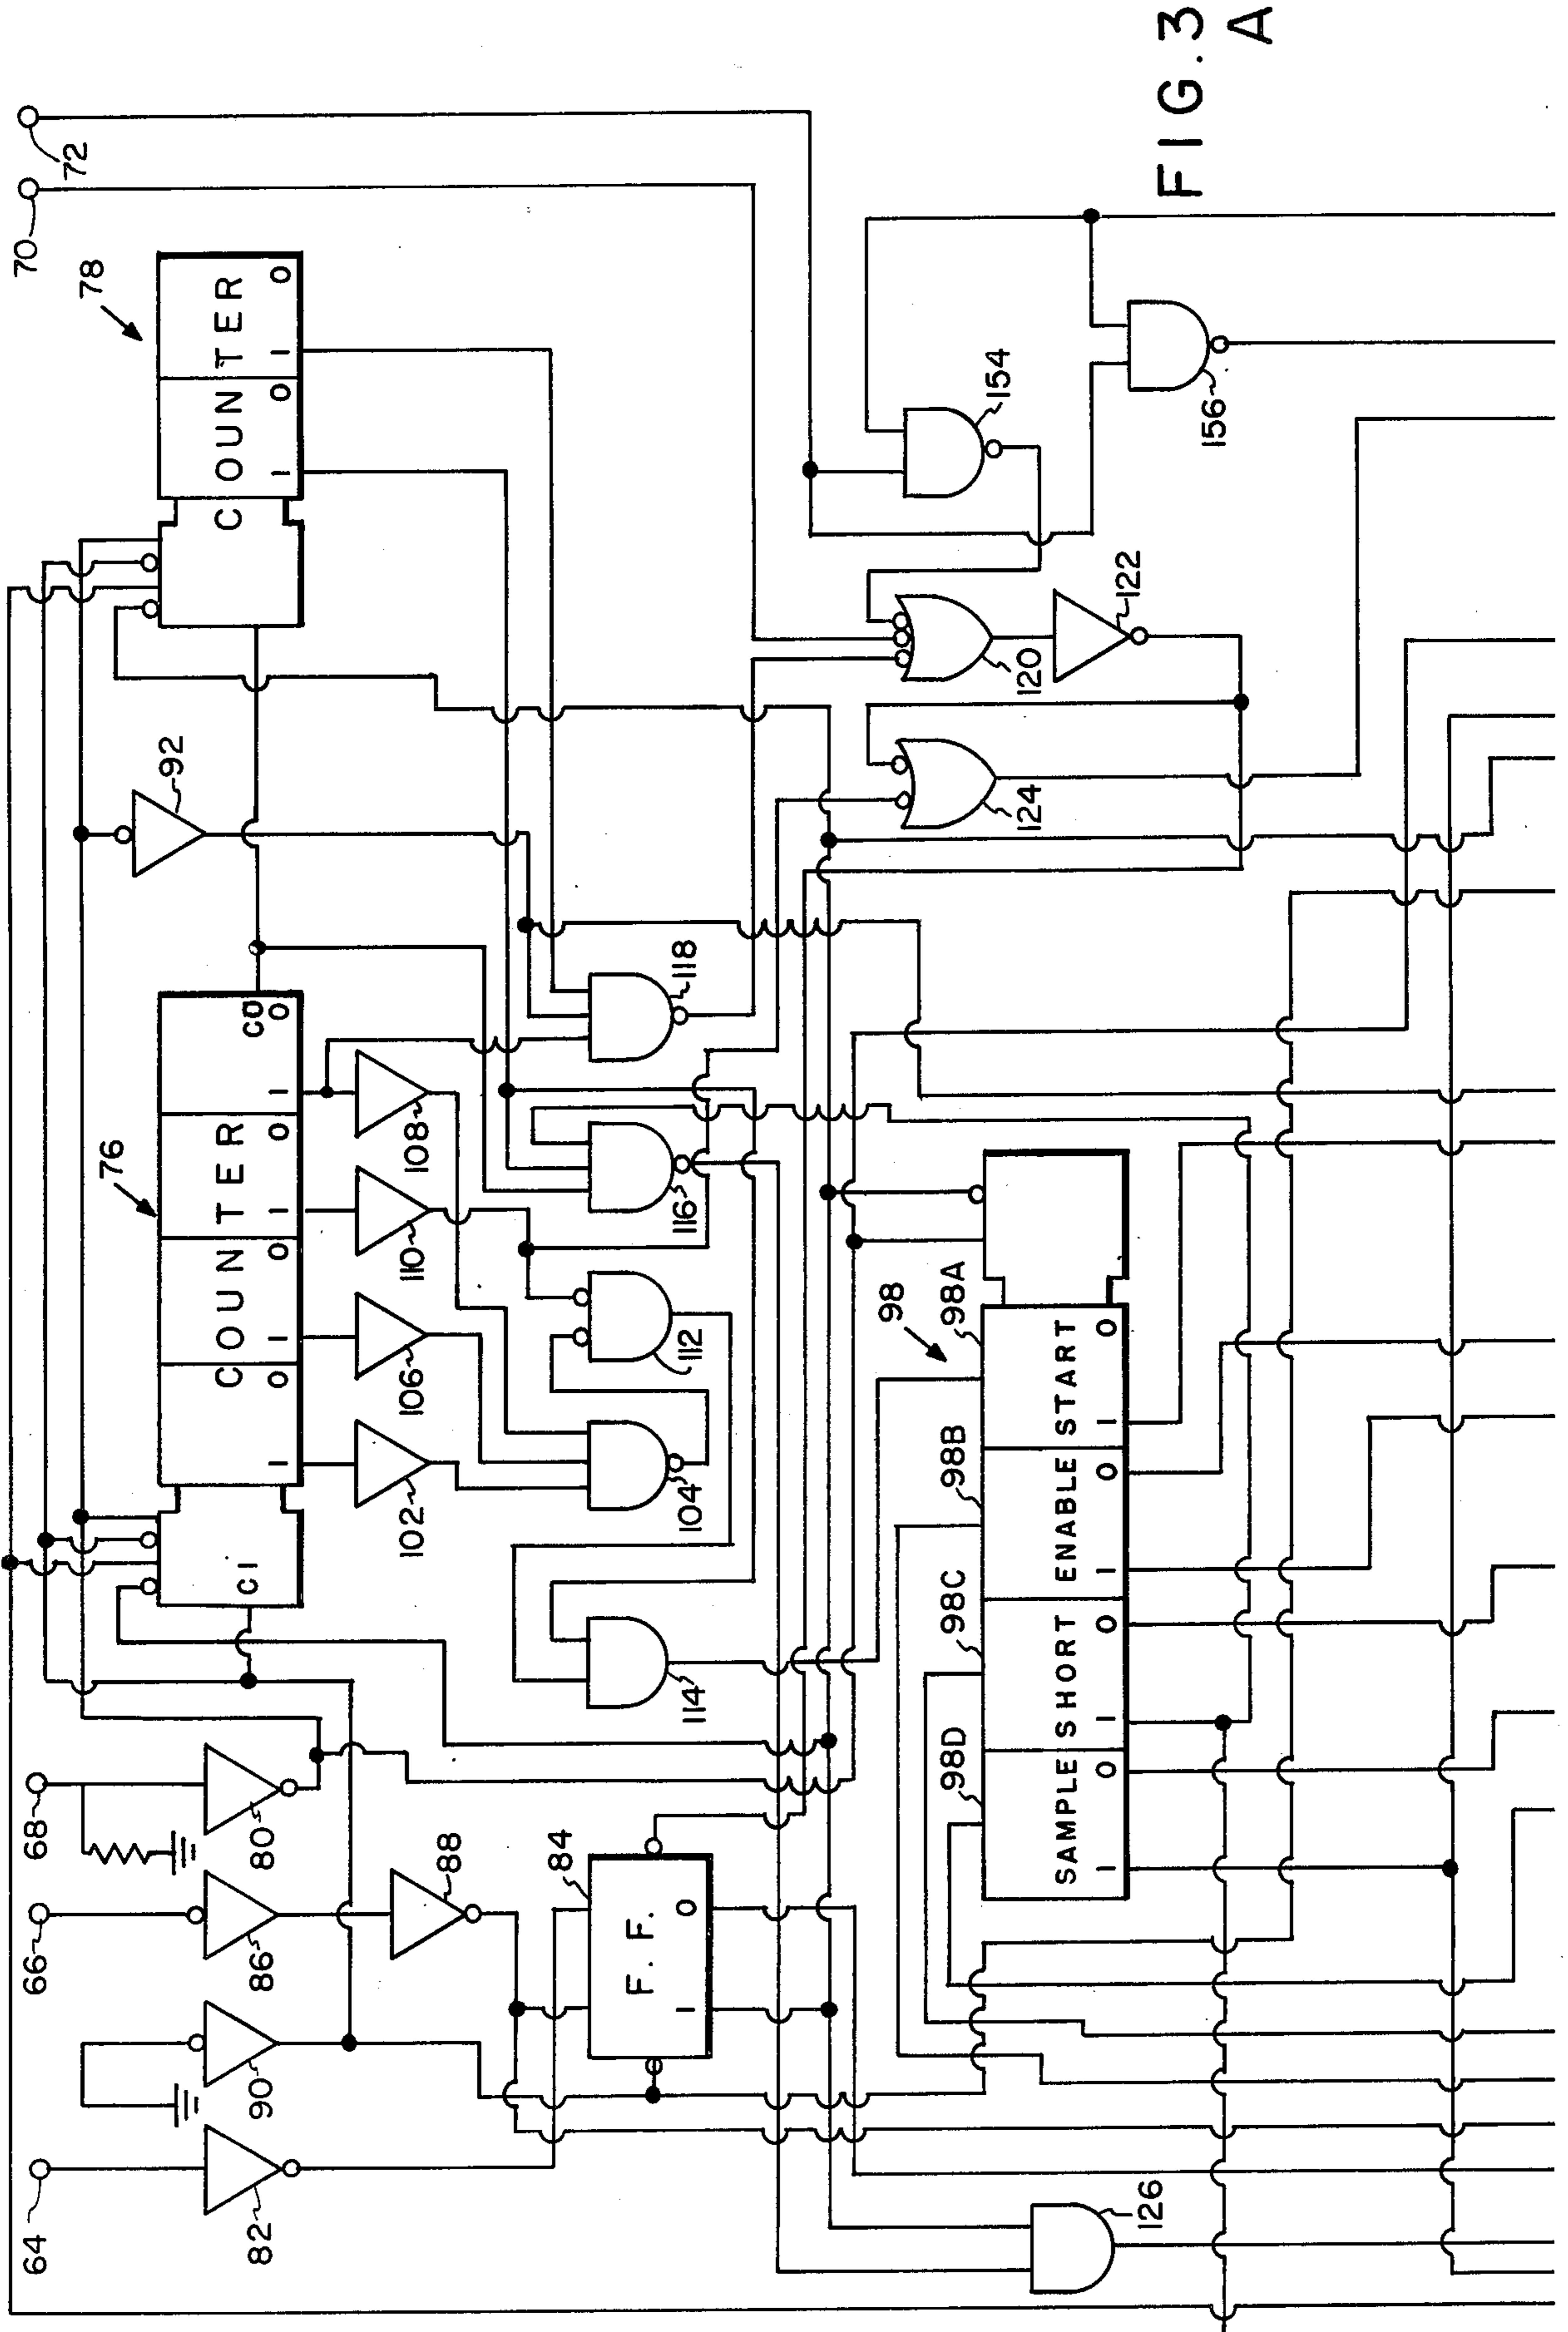 FIG. 3
A
64
66
68
70
72
82
90
86
80
88
84
F. F.
1 0
76
CI
COUNTER
CO
1 0 1 0 1 0 1 0
92
78
COUNTER
1 0 1 0
102
106
110
108
104
112
114
116
118
120
122
124
154
156
126
98
98A
98B
98C
98D
SAMPLE SHORT ENABLE START
1 0 1 0 1 0 1 0